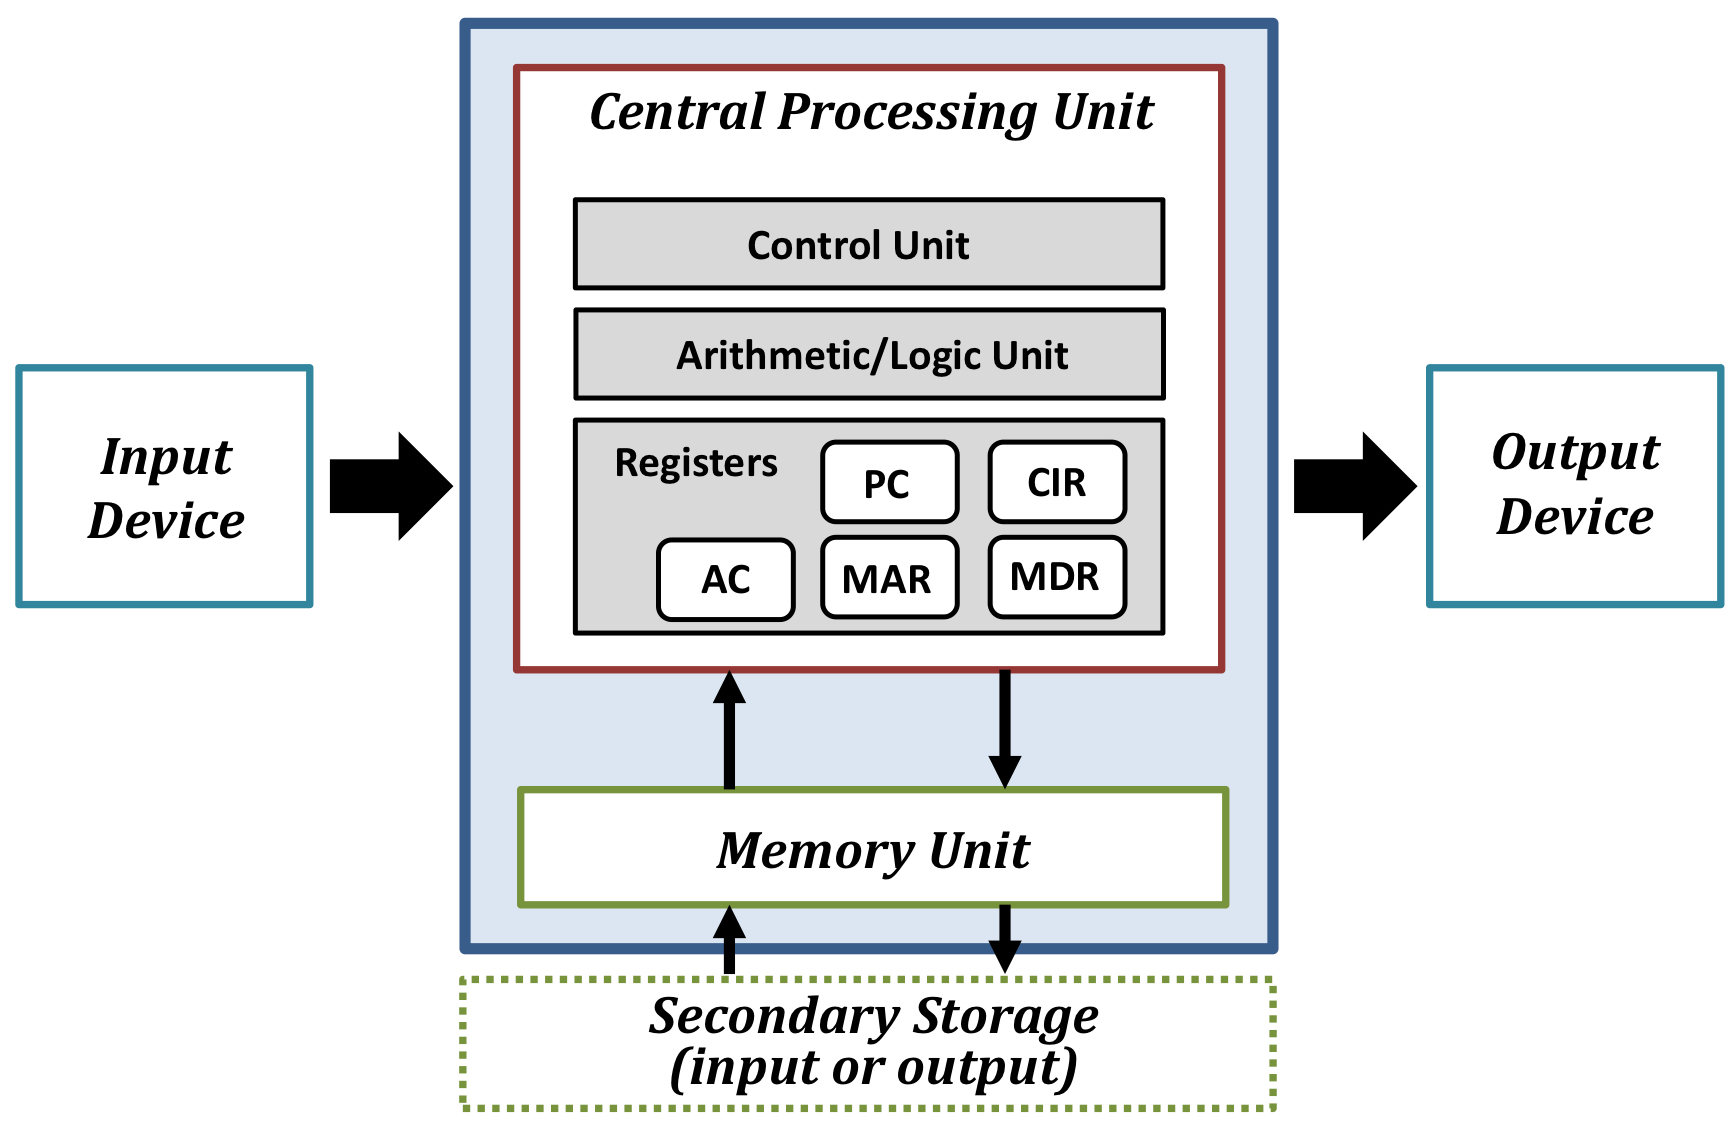 Central Processing Unit
Control Unit
Arithmetic/Logic Unit
Registers
PC
CIR
AC
MAR
MDR
Input
Device
Output
Device
Memory Unit
Secondary Storage
(input or output)